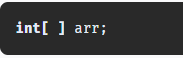 int[ ] arr;